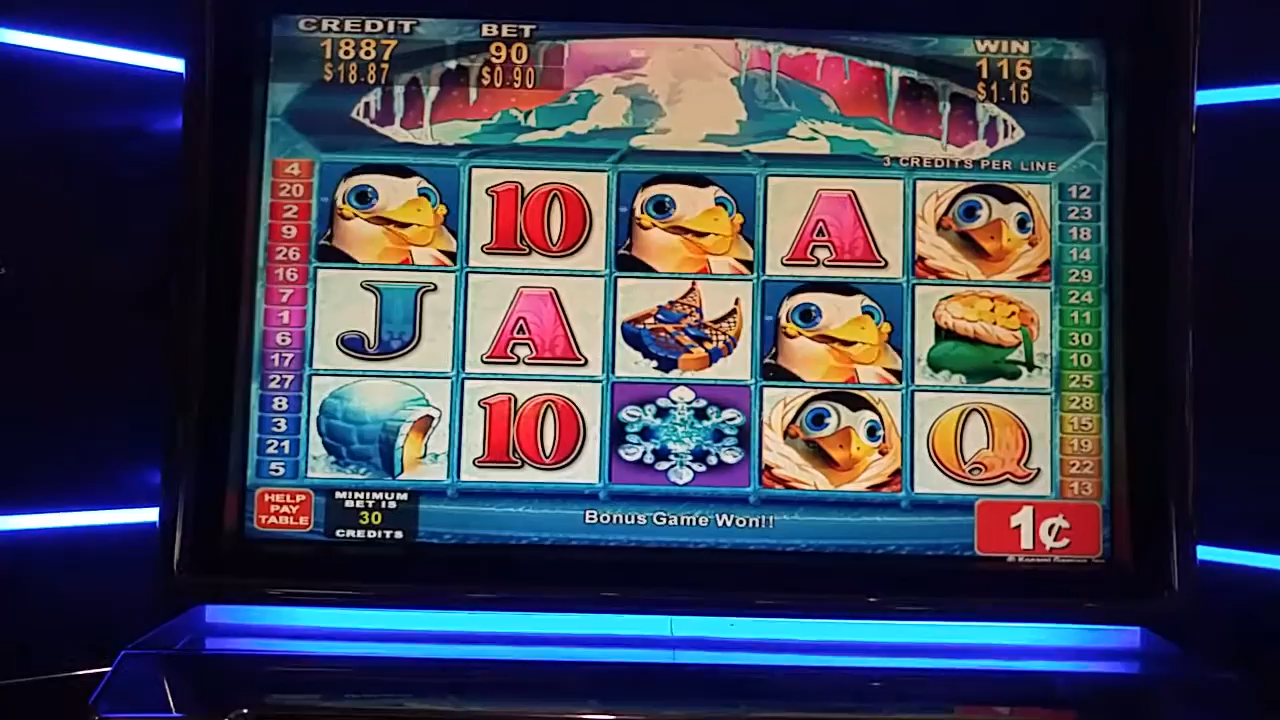 CREDIT
1887
$18.87
BET
90
$0.90
WIN
116
$1.16
3 CREDITS PER LINE
4
20
2
9
26
16
7
1
6
17
27
8
3
21
5
10
A
J
A
10
Q
12
23
18
14
29
24
11
30
10
25
28
15
19
22
13
HELP
PAY
TABLE
MINIMUM
BET IS
30
CREDITS
Bonus Game Won!!
1¢
© Konami Gaming, Inc